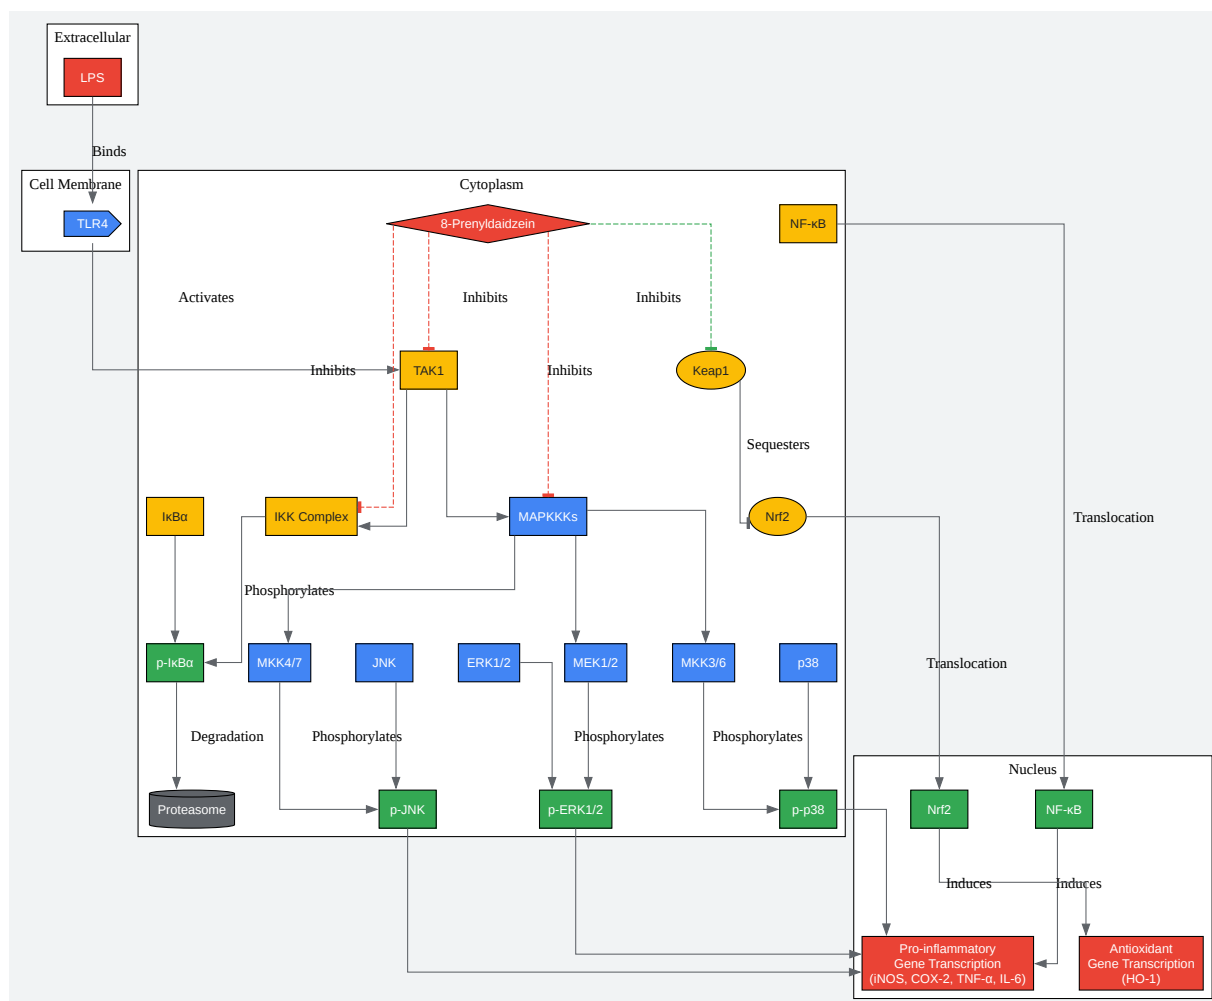 Extracellular
LPS
Binds
Cell Membrane
TLR4
Cytoplasm
8-Prenyldaidzein
NF-κB
Activates
Inhibits
Inhibits
Inhibits
TAK1
Inhibits
Keap1
Sequesters
IκBα
IKK Complex
MAPKKKs
Nrf2
Translocation
Phosphorylates
p-IκBα
MKK4/7
JNK
ERK1/2
MEK1/2
MKK3/6
p38
Translocation
Degradation
Phosphorylates
Phosphorylates
Phosphorylates
Nucleus
Proteasome
p-JNK
p-ERK1/2
p-p38
Nrf2
NF-κB
Induces
Induces
Pro-inflammatory
Gene Transcription
(iNOS, COX-2, TNF-α, IL-6)
Antioxidant
Gene Transcription
(HO-1)